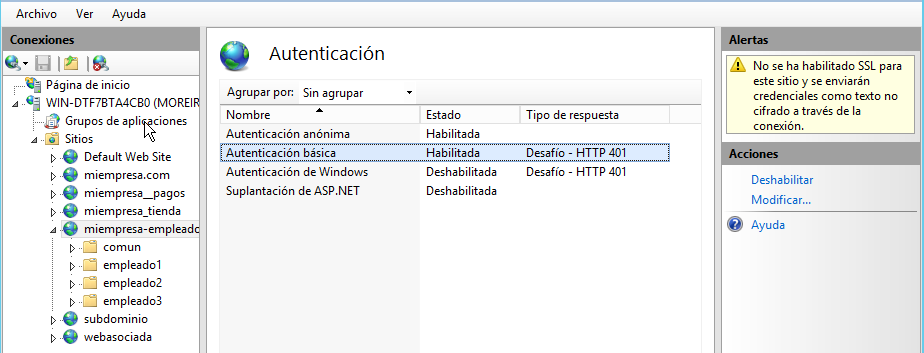 Archivo Ver Ayuda
Conexiones
Página de inicio
WIN-DTF7BTA4CB0 (MOREIR
Grupos de aplicaciones
Sitios
Default Web Site
miempresa.com
miempresa__pagos
miempresa_tienda
miempresa-empleado
comun
empleado1
empleado2
empleado3
subdominio
webasociada
Autenticación
Agrupar por: Sin agrupar
Nombre Estado Tipo de respuesta
Autenticación anónima Habilitada
Autenticación básica Habilitada Desafío - HTTP 401
Autenticación de Windows Deshabilitada Desafío - HTTP 401
Suplantación de ASP.NET Deshabilitada
Alertas
No se ha habilitado SSL para
este sitio y se enviarán
credenciales como texto no
cifrado a través de la
conexión.
Acciones
Deshabilitar
Modificar...
Ayuda